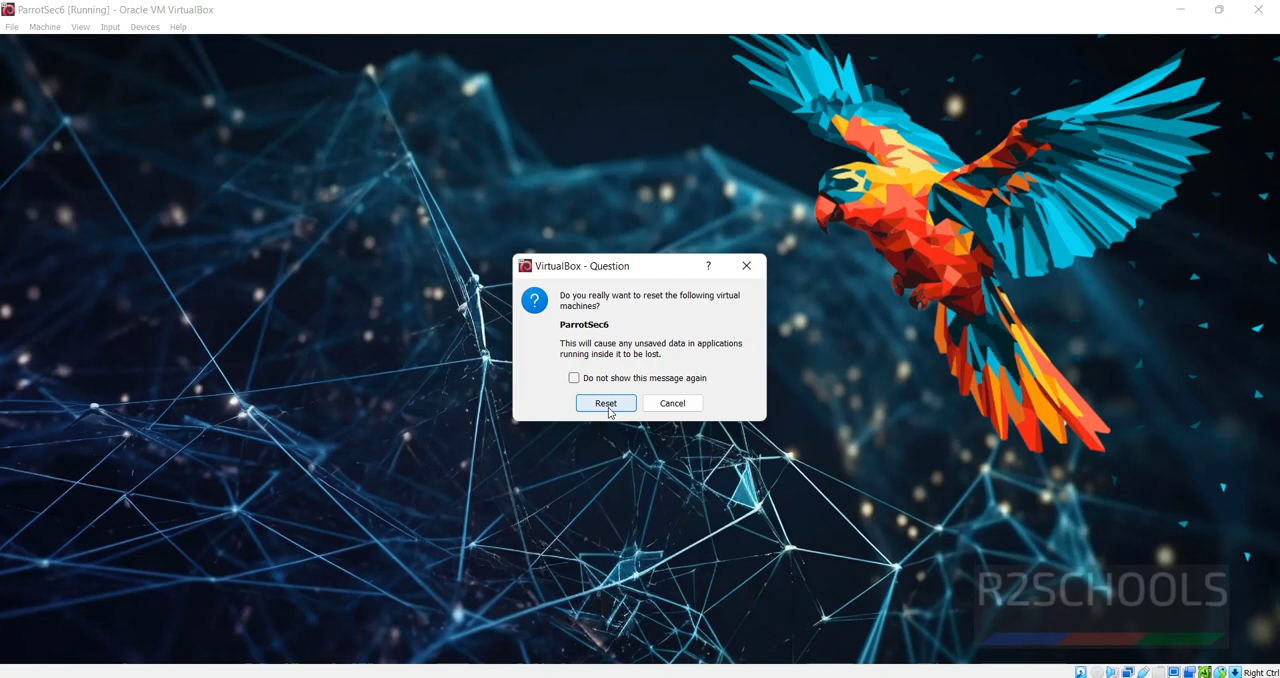 ParrotSec6 [Running] - Oracle VM VirtualBox
File Machine View Input Devices Help
VirtualBox - Question ?
Do you really want to reset the following virtual
machines?
ParrotSec6
This will cause any unsaved data in applications
running inside it to be lost.
Do not show this message again
Reset Cancel
R2SCHOOLS
Right Ctrl